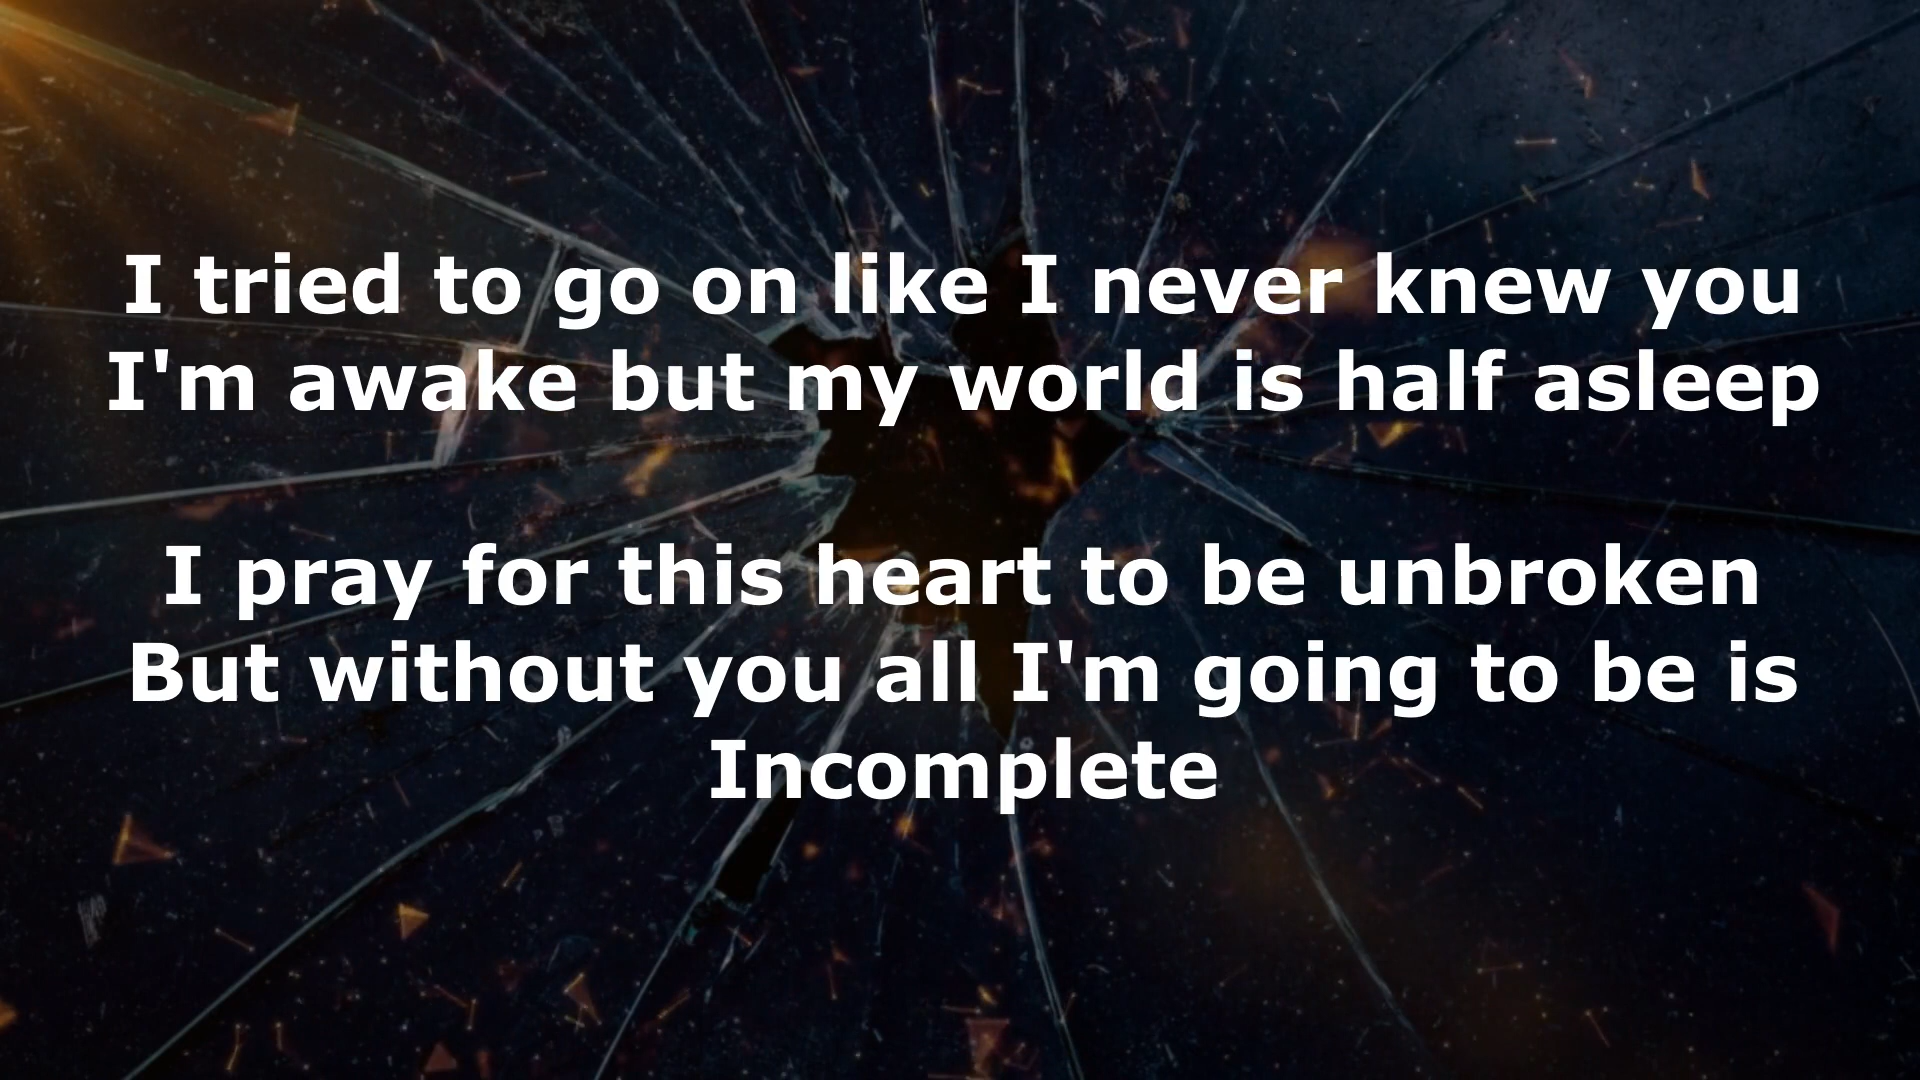 I tried to go on like I never knew you
I'm awake but my world is half asleep
I pray for this heart to be unbroken
But without you all I'm going to be is
Incomplete